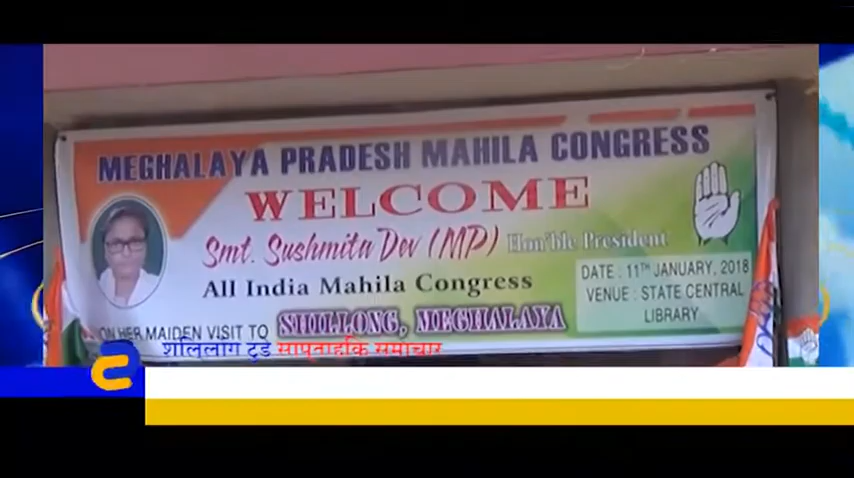 MEGHALAYA PRADESH MAHILA CONGRESS
WELCOME
Smt. Sushmita Dev (MP) Hon'ble President
All India Mahila Congress
DATE : 11TH JANUARY, 2018
VENUE : STATE CENTRAL
LIBRARY
ON HER MAIDEN VISIT TO SHILLONG, MEGHALAYA
शिलांग टुडे साप्ताहिक समाचार